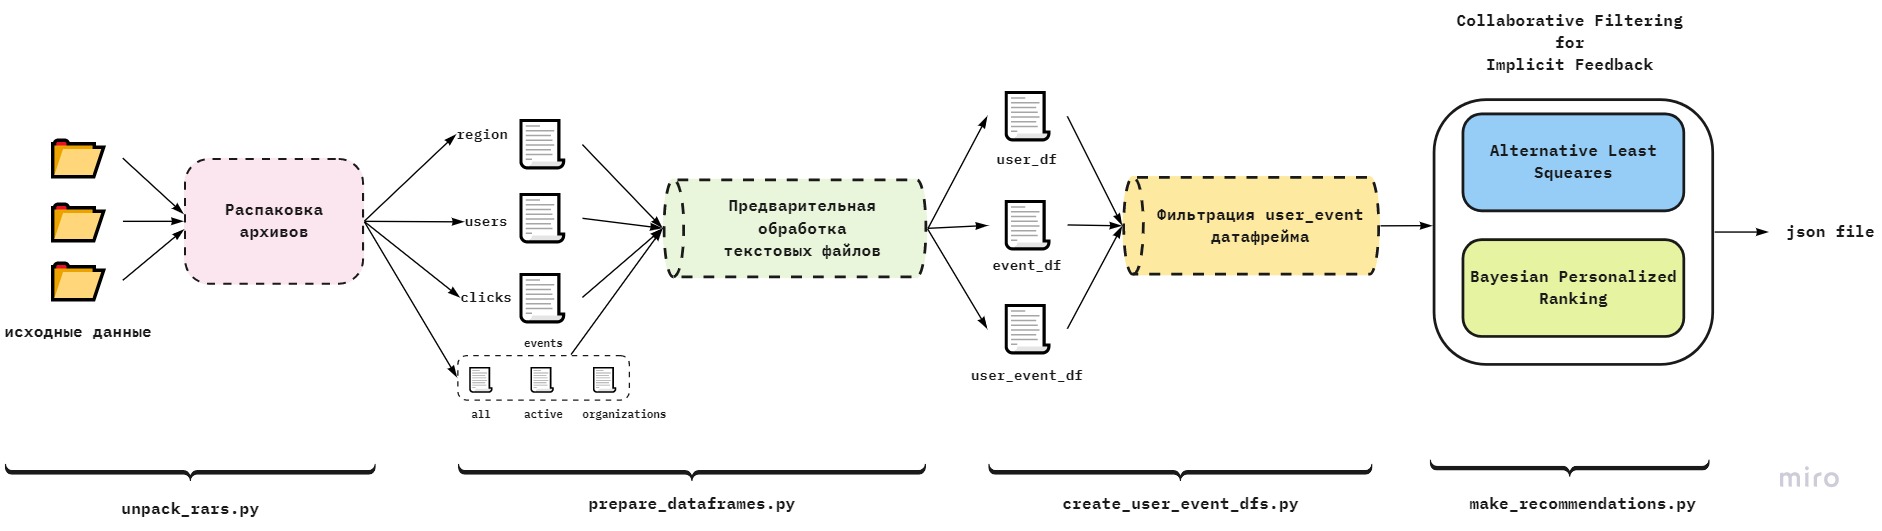 Collaborative Filtering
for
Implicit Feedback
исходные данные
Распаковка
архивов
region
users
clicks
events
all
active
organizations
Предварительная
обработка
текстовых файлов
user_df
event_df
user_event_df
Фильтрация user_event
датафрейма
Alternative Least
Squeares
Bayesian Personalized
Ranking
json file
unpack_rars.py
prepare_dataframes.py
create_user_event_dfs.py
make_recommendations.py
miro